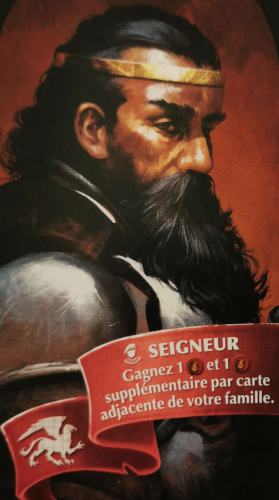 SEIGNEUR
Gagnez 1 et 1
supplémentaire par carte
adjacente de votre famille.